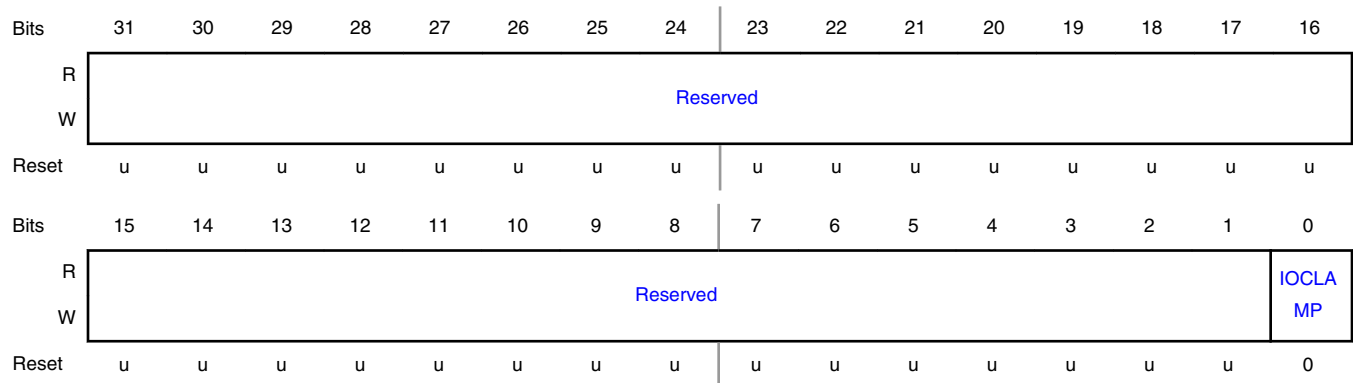 Bits 31 30 29 28 27 26 25 24 23 22 21 20 19 18 17 16
R
Reserved
W
Reset u u u u u u u u u u u u u u u u
Bits 15 14 13 12 11 10 9 8 7 6 5 4 3 2 1 0
R
Reserved
IOCLA
MP
W
Reset u u u u u u u u u u u u u u u 0